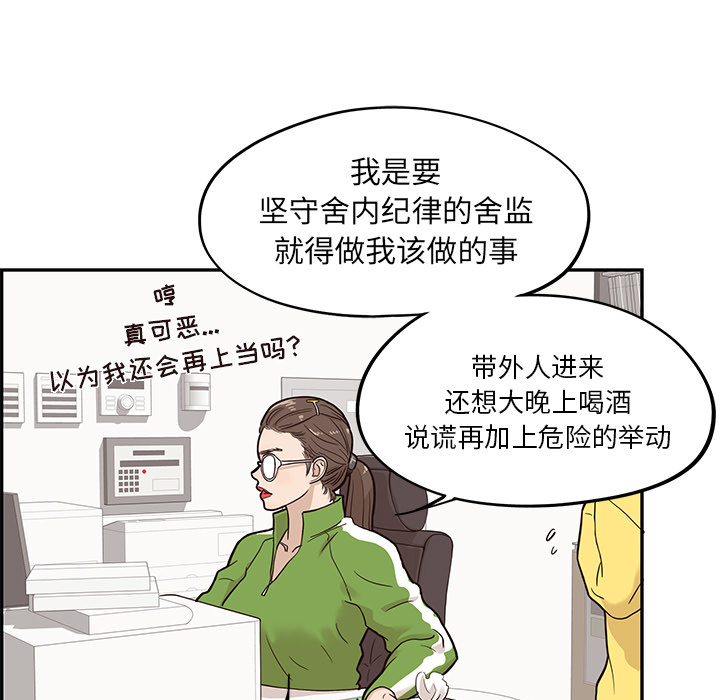 我是要
坚守舍内纪律的舍监
就得做我该做的事
哼
真可恶...
以为我还会再上当吗?
带外人进来
还想大晚上喝酒
说谎再加上危险的举动